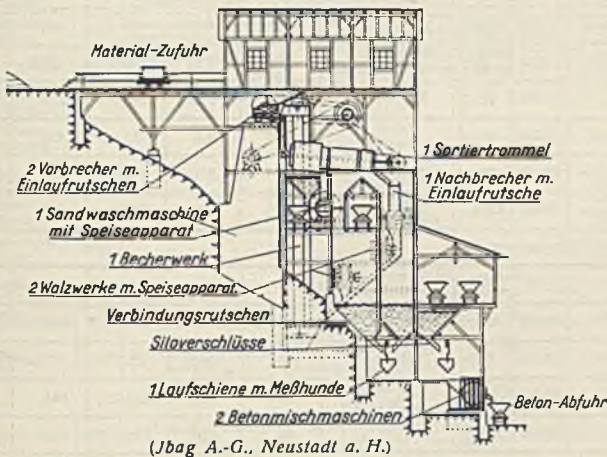 Material-Zufuhr
2 Vorbrecher m.
Einlaufrutschen
1 Sandwaschmaschine
mit Speiseapparat
1 Becherwerk
2 Walzwerke m. Speiseapparat
Verbindungsrutschen
Siloverschlüsse
1 Laufschiene m. Meßhunde
2 Betonmischmaschinen
1 Sortiertrommel
1 Nachbrecher m.
Einlaufrutsche
Beton-Abfuhr
(Jbag A.-G., Neustadt a. H.)